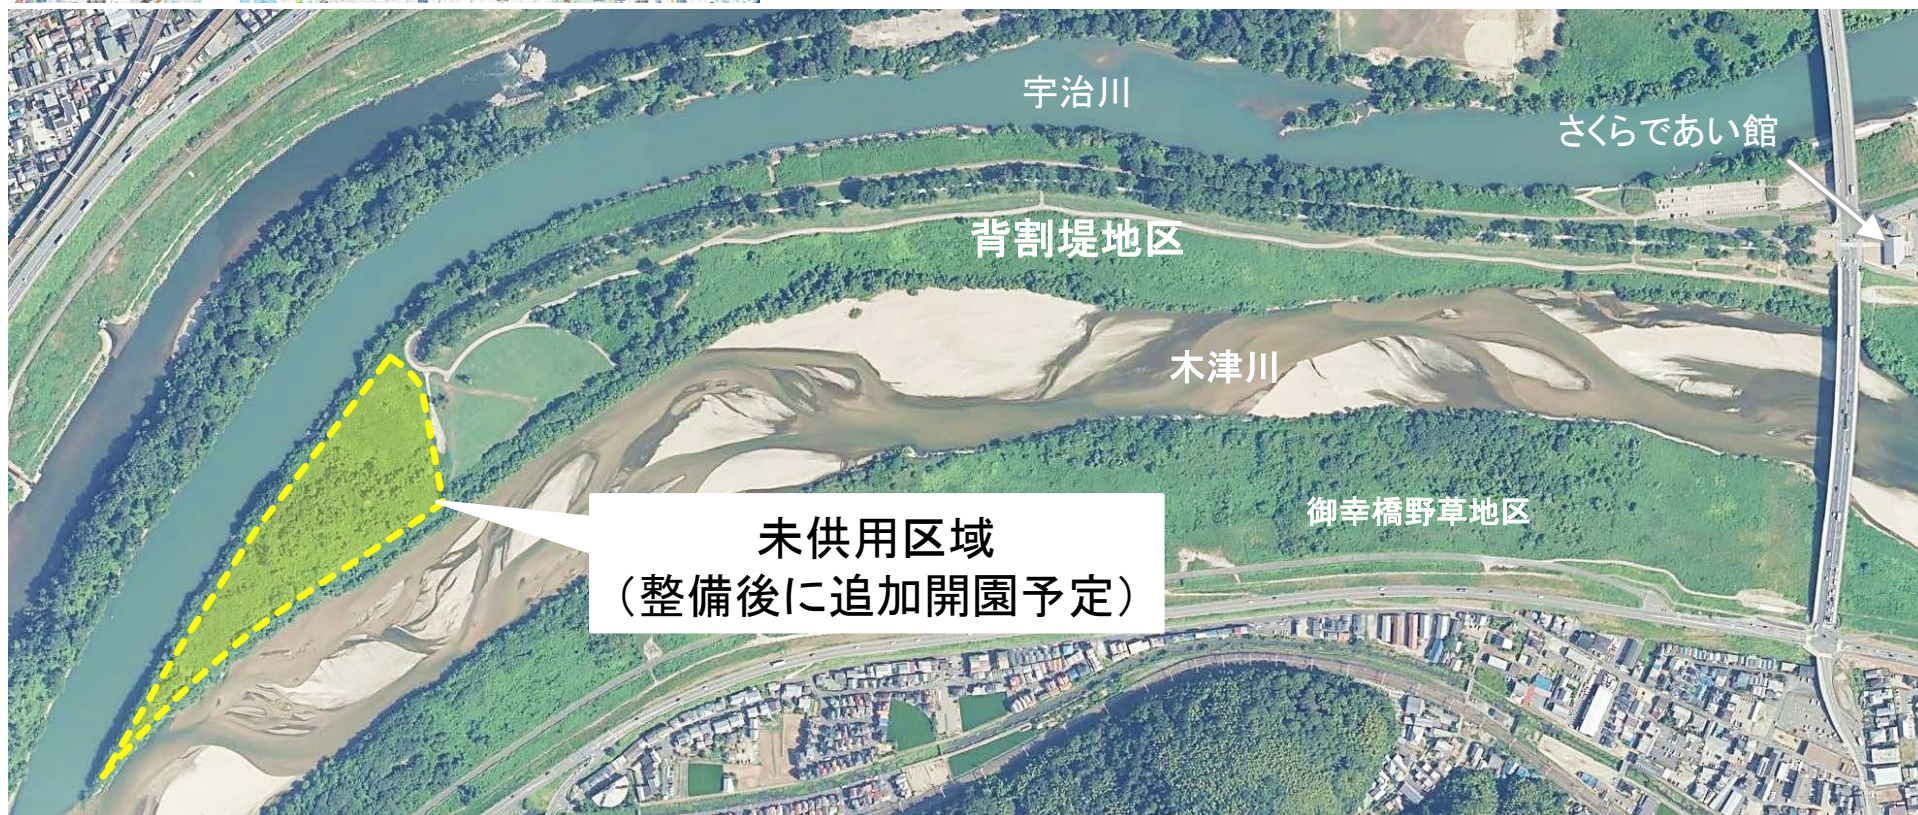 宇治川
さくらであい館
背割堤地区
木津川
御幸橋野草地区
未供用区域
（整備後に追加開園予定）